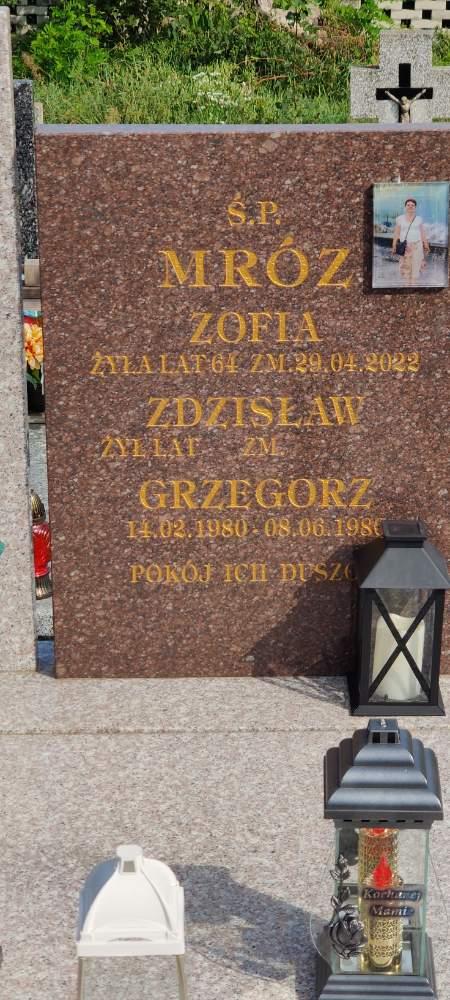 Ś.P.
MRÓZ
ZOFIA
ŻYŁA LAT 64 ZM. 29.04.2022
ZDZISŁAW
ŻYŁ LAT ZM.
GRZEGORZ
14.02.1980 - 08.06.1980
POKÓJ ICH DUSZO
Kochanej
Mamie